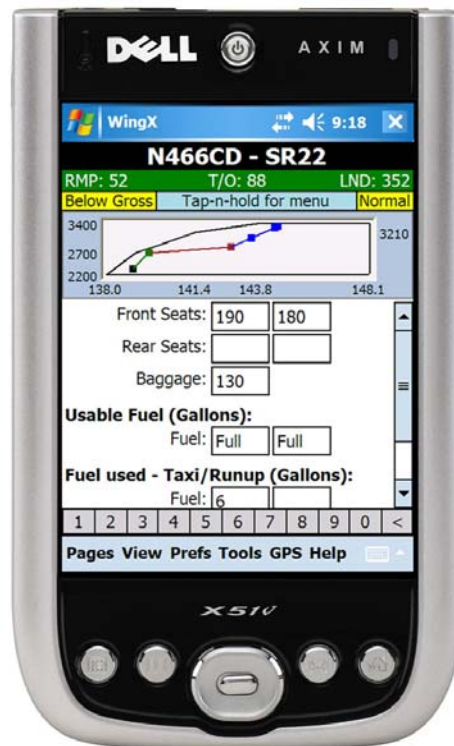 DELL AXIM
WingX 9:18 X
N466CD - SR22
RMP: 52 T/O: 88 LND: 352
Below Gross Tap-n-hold for menu Normal
3400 3210
2700
2200
138.0 141.4 143.8 148.1
Front Seats: 190 180
Rear Seats:
Baggage: 130
Usable Fuel (Gallons):
Fuel: Full Full
Fuel used - Taxi/Runup (Gallons):
Fuel: 6
1 2 3 4 5 6 7 8 9 0 <
Pages View Prefs Tools GPS Help
X51v